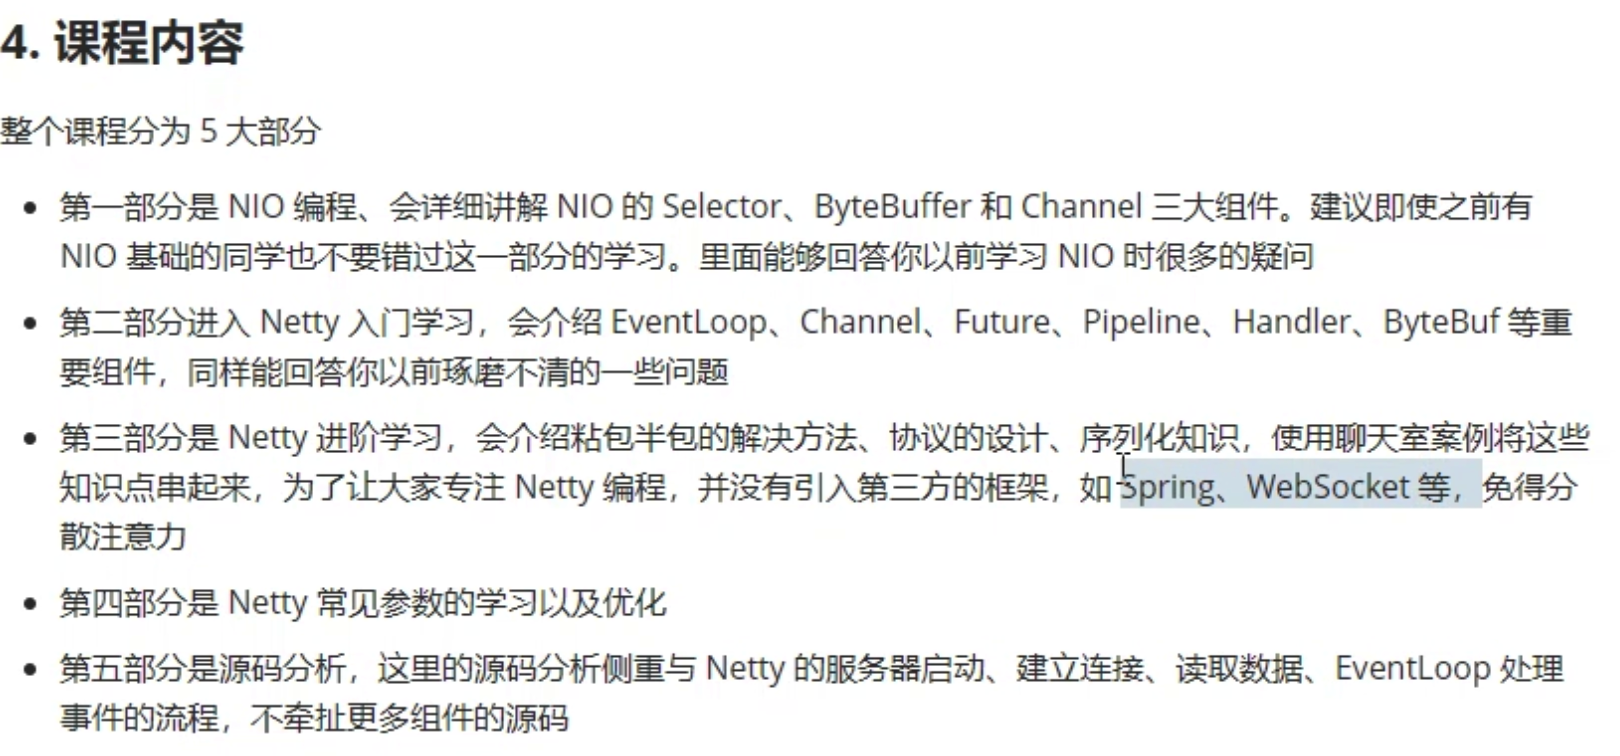 4. 课程内容
整个课程分为 5 大部分
• 第一部分是 NIO 编程、会详细讲解 NIO 的 Selector、ByteBuffer 和 Channel 三大组件。建议即使之前有
NIO 基础的同学也不要错过这一部分的学习。里面能够回答你以前学习 NIO 时很多的疑问
• 第二部分进入 Netty 入门学习，会介绍 EventLoop、Channel、Future、Pipeline、Handler、ByteBuf 等重
要组件，同样能回答你以前琢磨不清的一些问题
• 第三部分是 Netty 进阶学习，会介绍粘包半包的解决方法、协议的设计、序列化知识，使用聊天室案例将这些
知识点串起来，为了让大家专注 Netty 编程，并没有引入第三方的框架，如 Spring、WebSocket 等，免得分
散注意力
• 第四部分是 Netty 常见参数的学习以及优化
• 第五部分是源码分析，这里的源码分析侧重与 Netty 的服务器启动、建立连接、读取数据、EventLoop 处理
事件的流程，不牵扯更多组件的源码